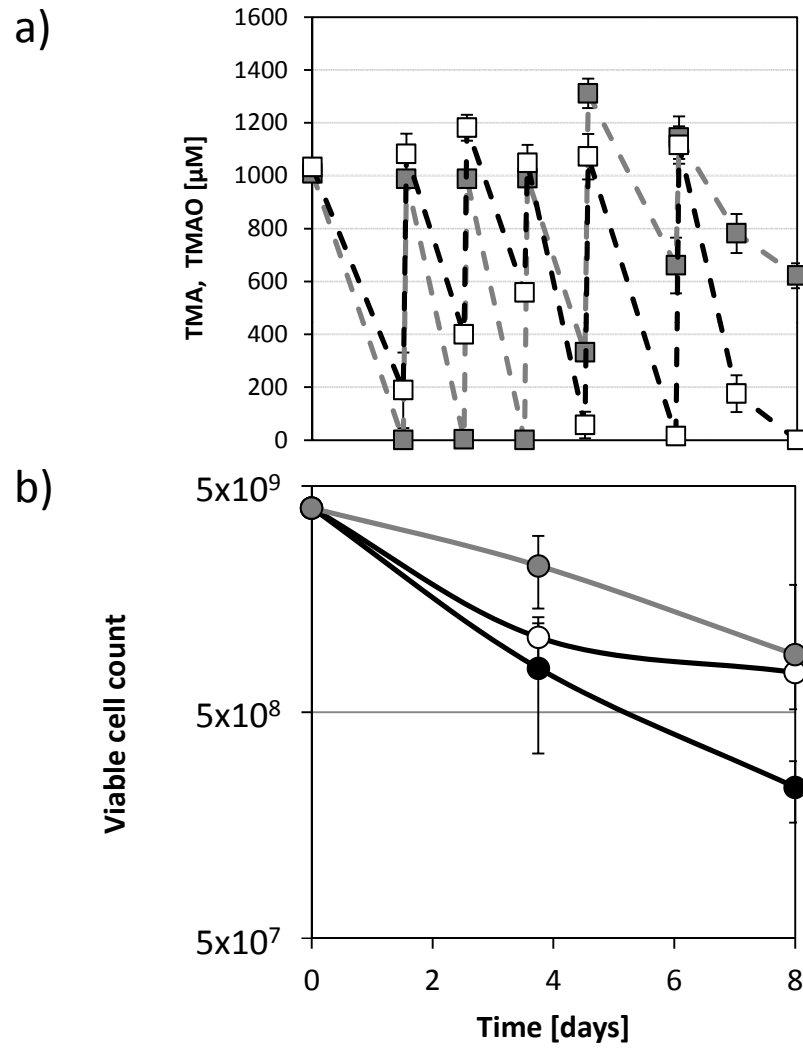 a)
TMA, TMAO [µM]
1600
1400
1200
1000
800
600
400
200
0
b)
Viable cell count
5x10⁹
5x10⁸
5x10⁷
0 2 4 6 8
Time [days]